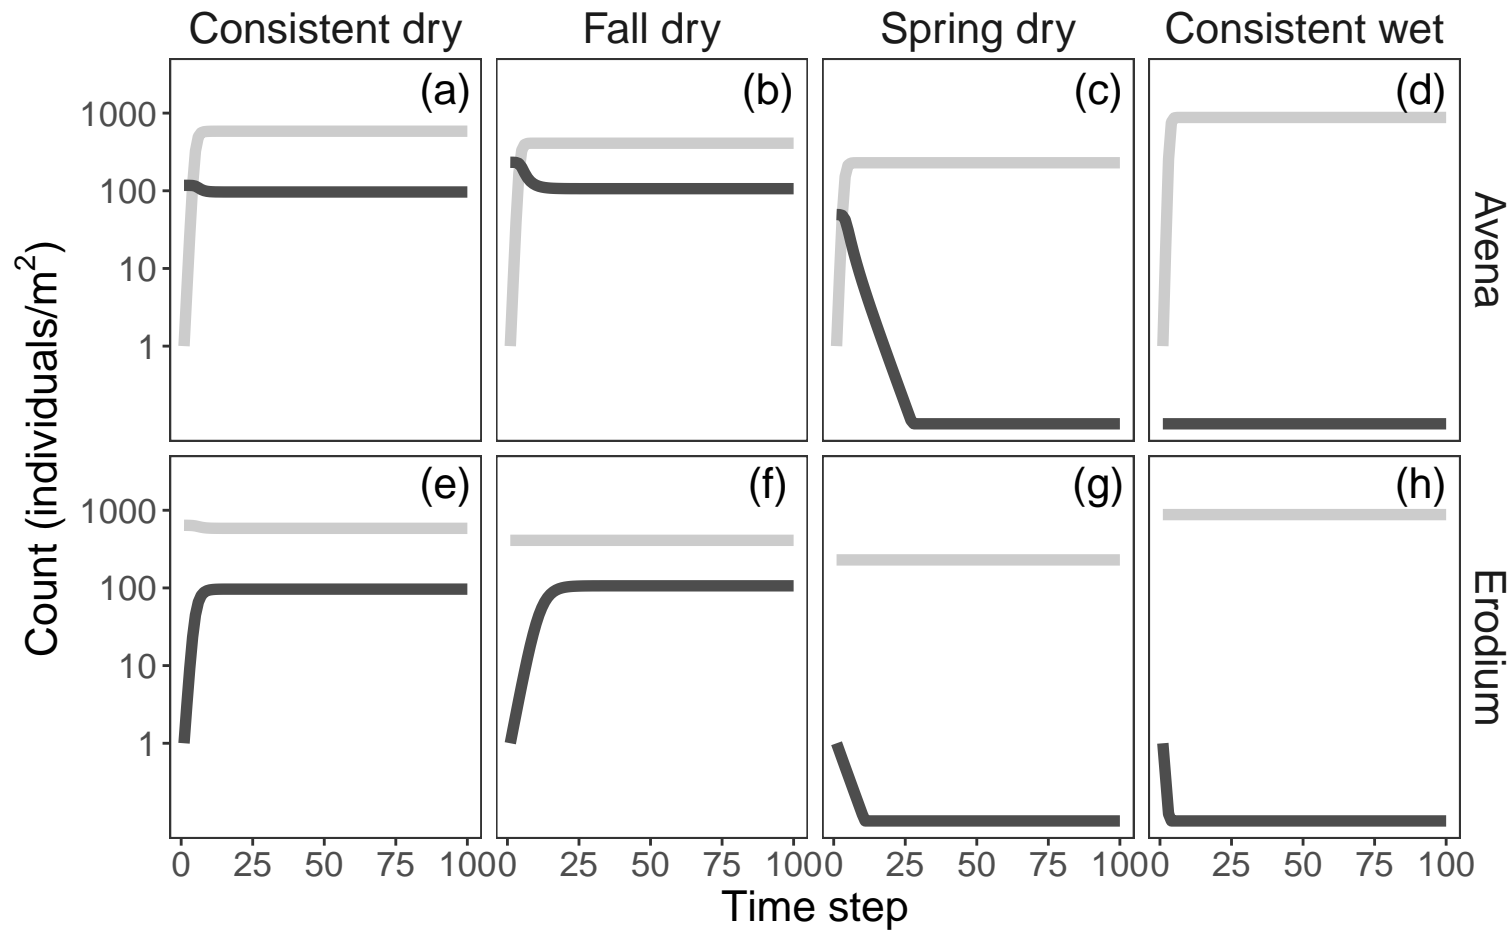 Consistent dry
Fall dry
Spring dry
Consistent wet
(a)
(b)
(c)
(d)
1000
100
10
1
Avena
(e)
(f)
(g)
(h)
1000
100
10
1
Erodium
Count (individuals/m²)
0 25 50 75 100
0 25 50 75 100
0 25 50 75 100
0 25 50 75 100
Time step